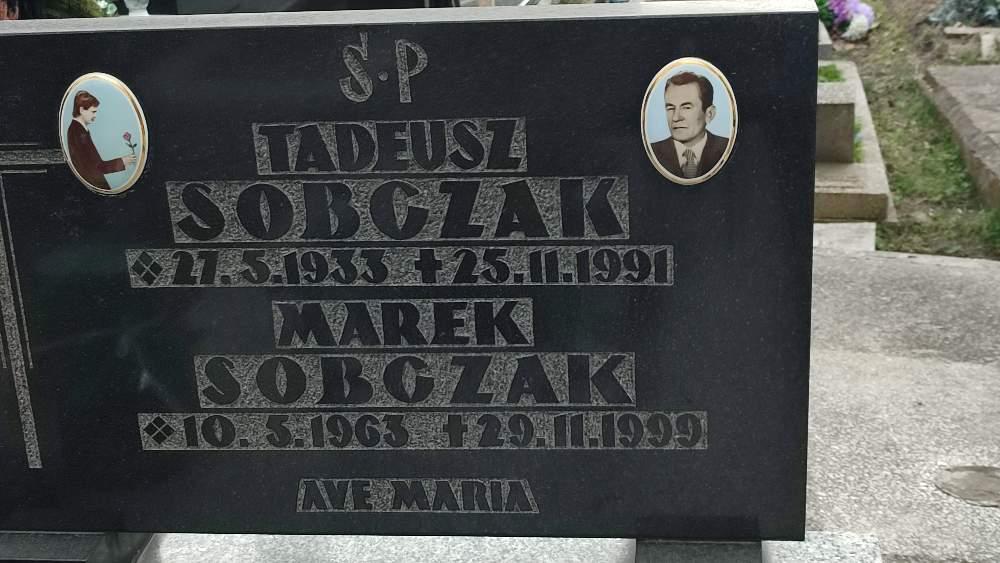 Ś·P
TADEUSZ
SOBCZAK
27.5.1933 ✝ 25.11.1991
MAREK
SOBCZAK
10.5.1963 ✝ 29.11.1999
AVE MARIA